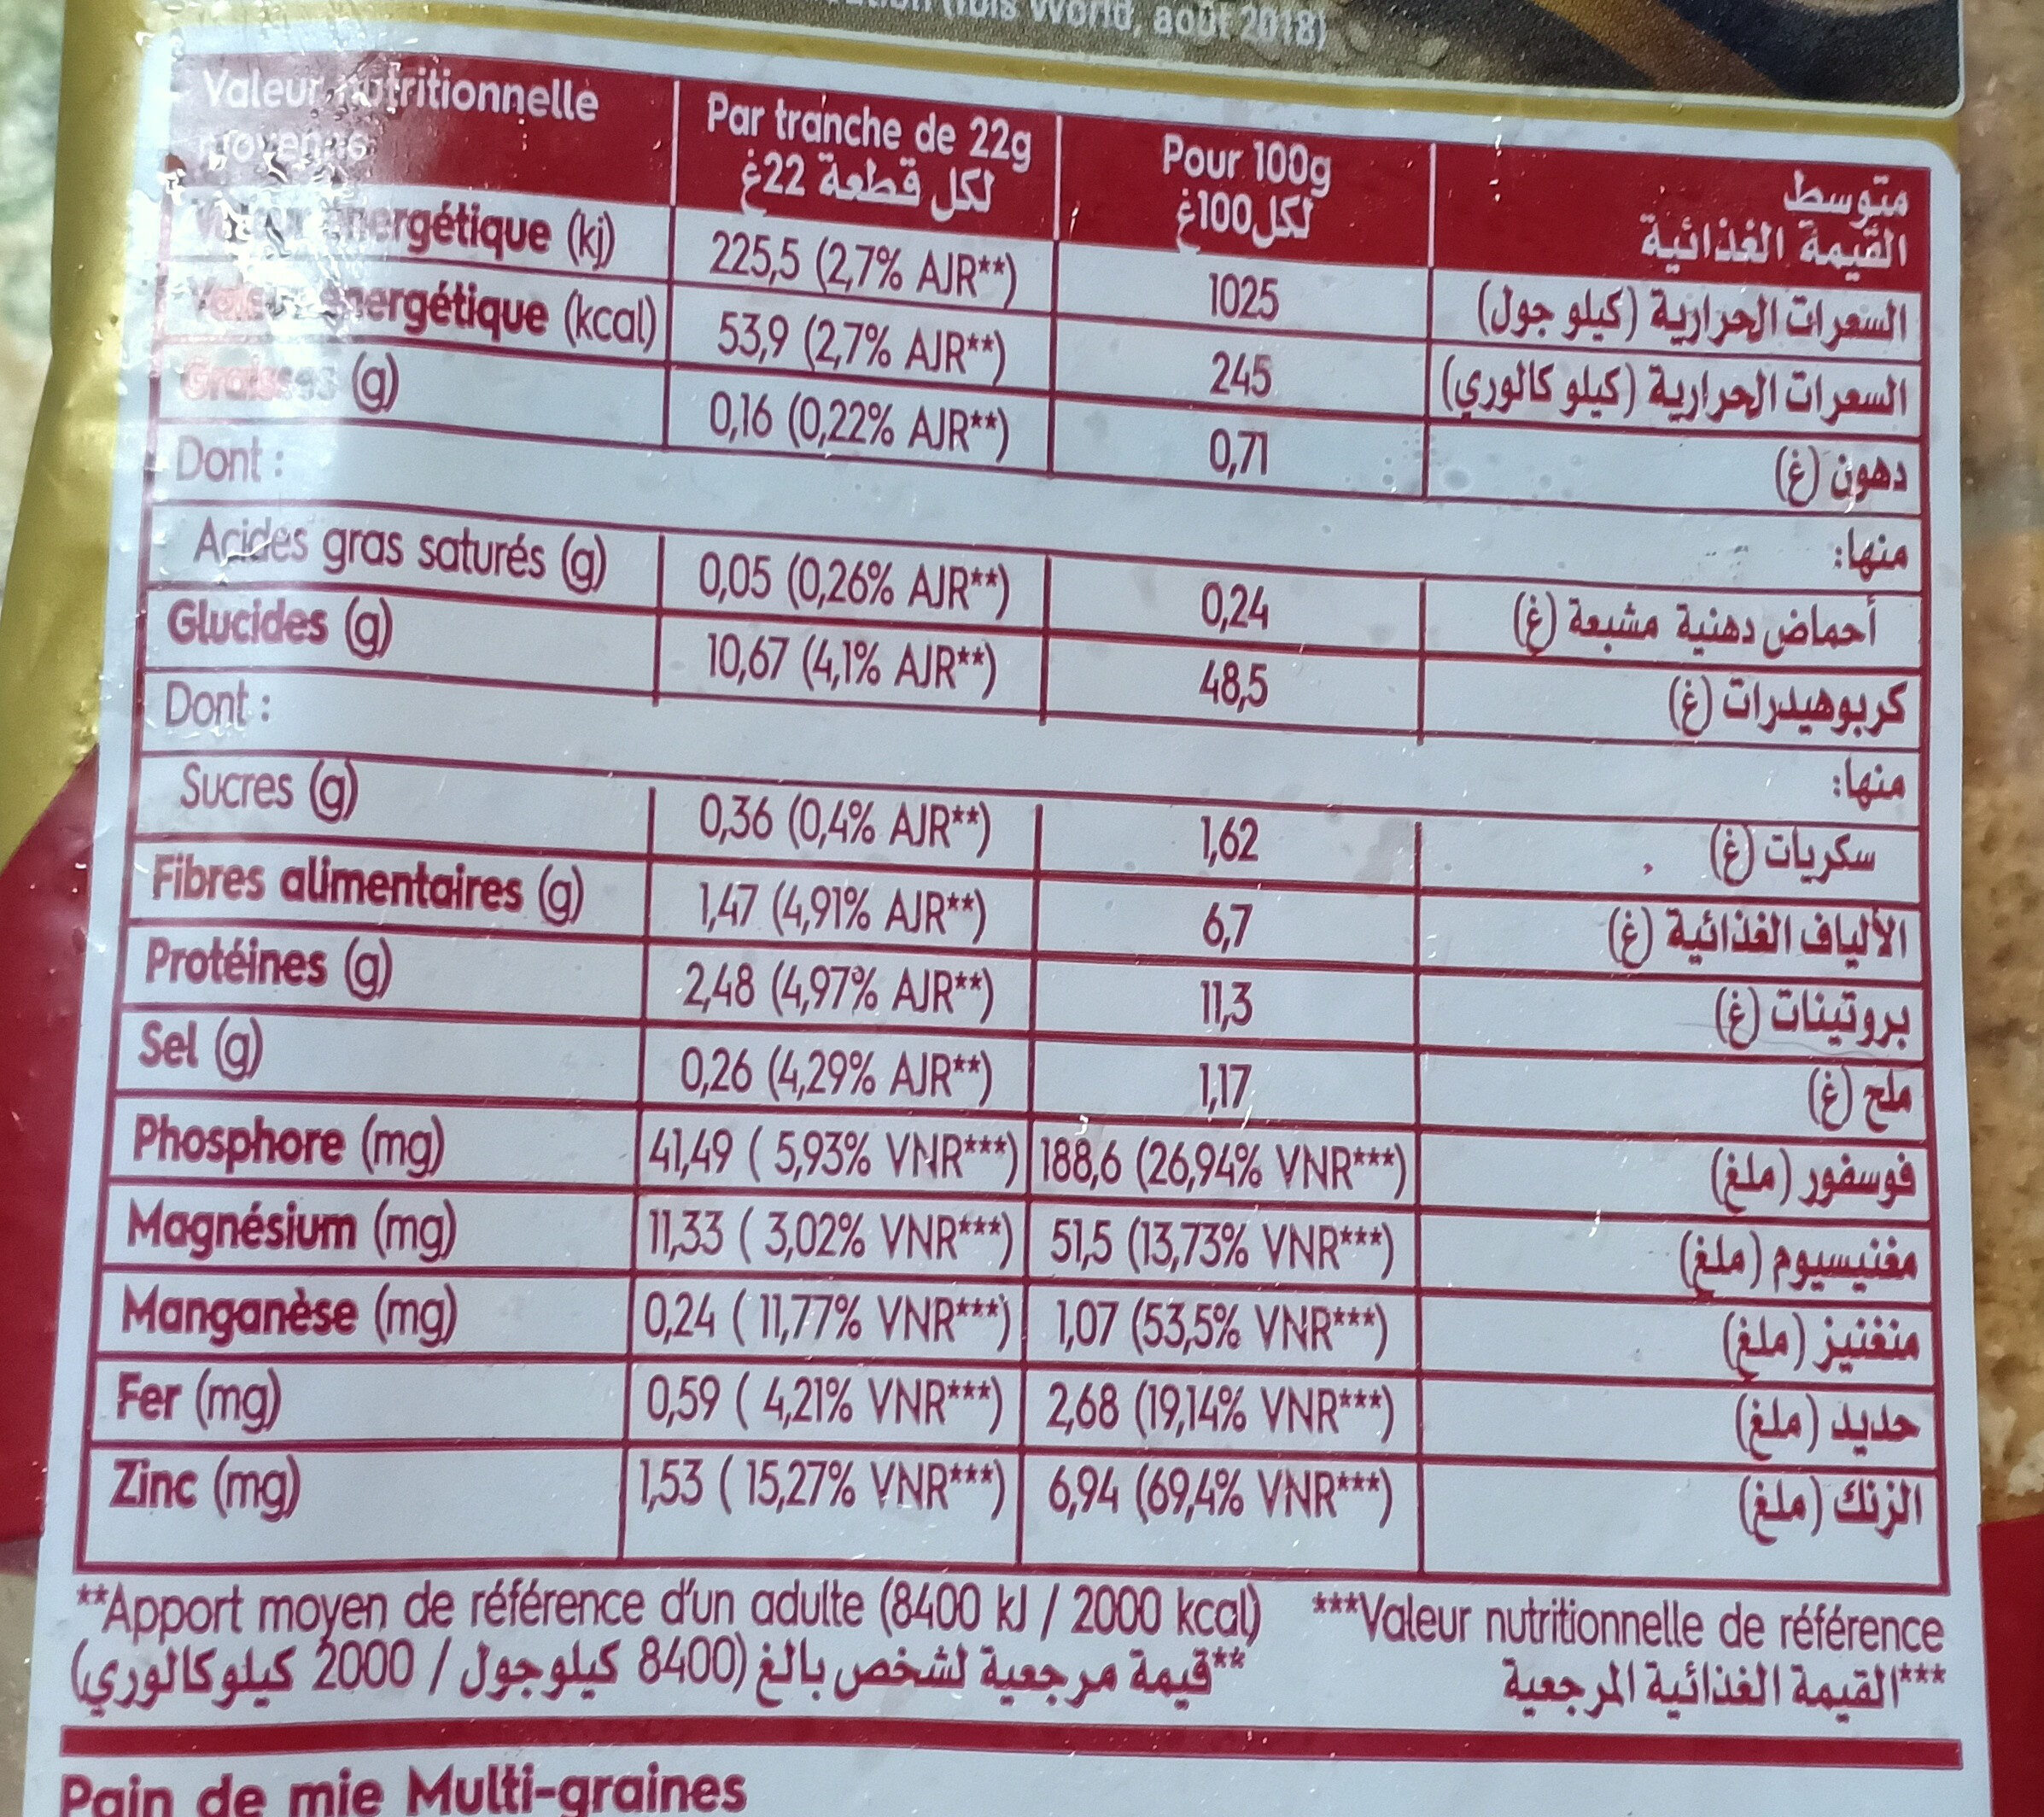 World, août 2018)
Valeur nutritionnelle moyenne | Par tranche de 22g لكل قطعة 22غ | Pour 100g لكل 100غ | متوسط القيمة الغذائية
Valeur énergétique (kj) | 225,5 (2,7% AJR**) | 1025 | السعرات الحرارية (كيلو جول)
Valeur énergétique (kcal) | 53,9 (2,7% AJR**) | 245 | السعرات الحرارية (كيلو كالوري)
Graisses (g) | 0,16 (0,22% AJR**) | 0,71 | دهون (غ)
Dont : | منها:
Acides gras saturés (g) | 0,05 (0,26% AJR**) | 0,24 | أحماض دهنية مشبعة (غ)
Glucides (g) | 10,67 (4,1% AJR**) | 48,5 | كربوهيدرات (غ)
Dont : | منها:
Sucres (g) | 0,36 (0,4% AJR**) | 1,62 | سكريات (غ)
Fibres alimentaires (g) | 1,47 (4,91% AJR**) | 6,7 | الألياف الغذائية (غ)
Protéines (g) | 2,48 (4,97% AJR**) | 11,3 | بروتينات (غ)
Sel (g) | 0,26 (4,29% AJR**) | 1,17 | ملح (غ)
Phosphore (mg) | 41,49 ( 5,93% VNR***) | 188,6 (26,94% VNR***) | فوسفور (ملغ)
Magnésium (mg) | 11,33 ( 3,02% VNR***) | 51,5 (13,73% VNR***) | مغنيسيوم (ملغ)
Manganèse (mg) | 0,24 ( 11,77% VNR***) | 1,07 (53,5% VNR***) | منغنيز (ملغ)
Fer (mg) | 0,59 ( 4,21% VNR***) | 2,68 (19,14% VNR***) | حديد (ملغ)
Zinc (mg) | 1,53 ( 15,27% VNR***) | 6,94 (69,4% VNR***) | الزنك (ملغ)
**Apport moyen de référence d'un adulte (8400 kJ / 2000 kcal) ***Valeur nutritionnelle de référence
**قيمة مرجعية لشخص بالغ (8400 كيلوجول / 2000 كيلوكالوري) ***القيمة الغذائية المرجعية
Pain de mie Multi-graines